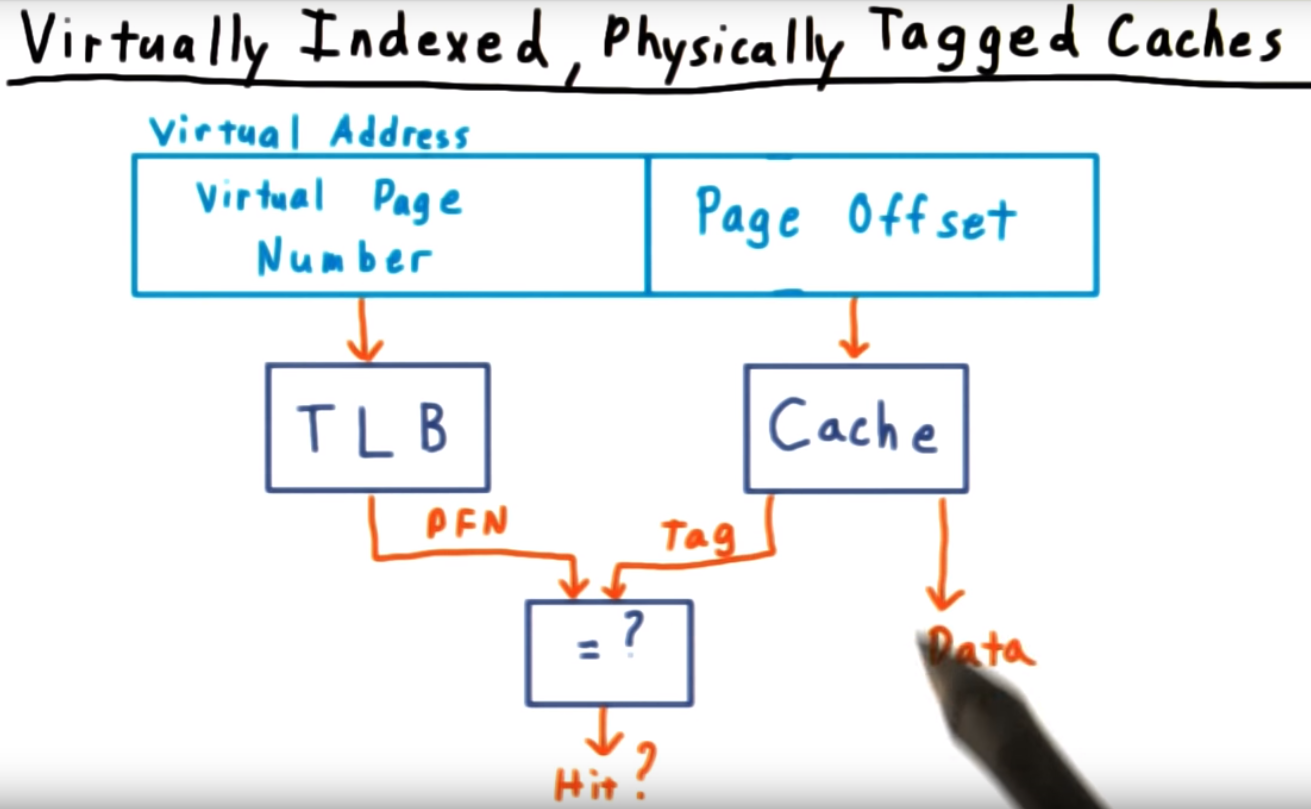 Virtually Indexed, Physically Tagged Caches
Virtual Address
Virtual Page
Number
Page Offset
TLB
Cache
PFN
Tag
= ?
Data
Hit?